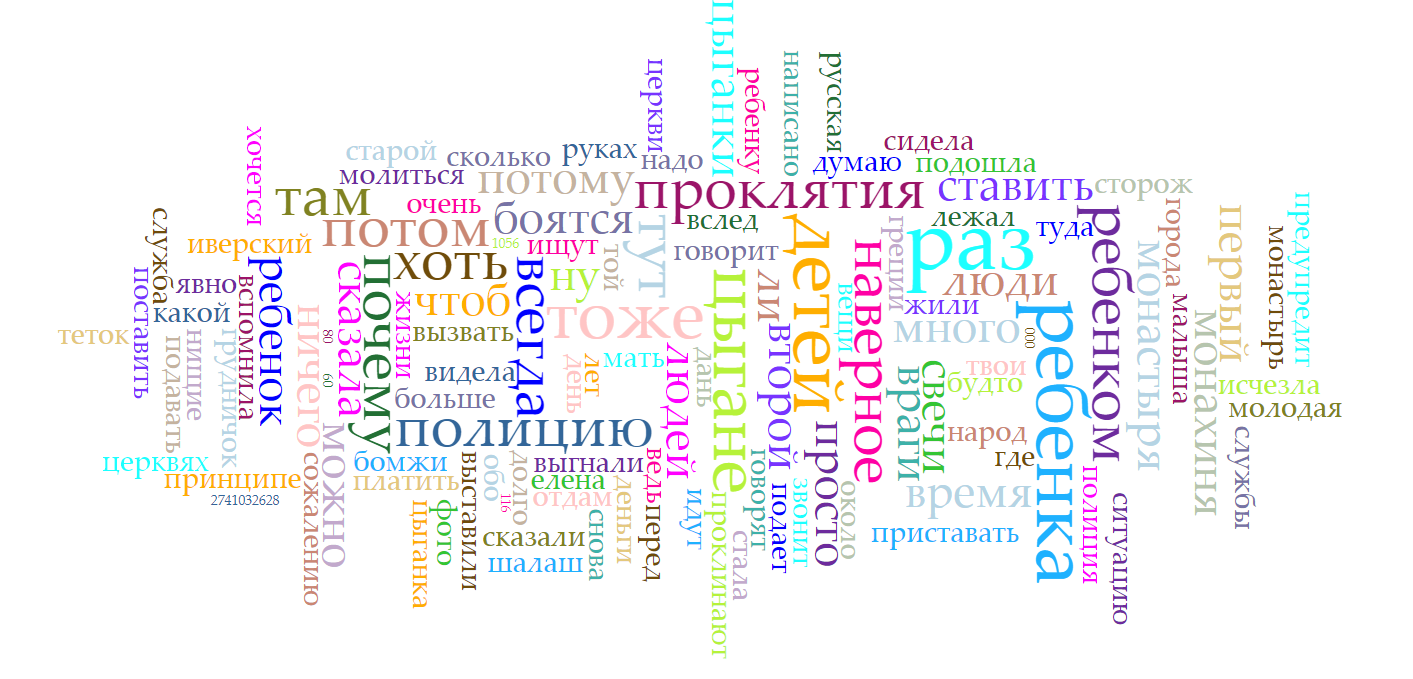 цыганки
церкви
ребенку
написано
русская
сидела
хочется
старой
сколько
руках
надо
думаю
подошла
молиться
потому
проклятия
ставить
сторож
там
очень
боятся
вслед
лежал
туда
города
первый
предупредит
служба
иверский
потом
1056
ищут
тут
говорит
детей
греции
раз
ребенком
монастырь
поставить
явно
вспомнила
ребенок
хоть
той
ну
ли
цыгане
наверное
люди
монастыря
малыша
какой
сказала
почему
жизни
чтоб
всегда
тоже
вещи
жили
много
000
ребенка
монахиня
теток
нищие
подавать
грудничок
ничего
80
60
вызвать
видела
день
лет
мать
людей
дань
второй
враги
свечи
твои
будто
исчезла
молодая
больше
полицию
просто
народ
где
церквях
принципе
2741032628
сожалению
можно
бомжи
платить
выставили
обо
116
долго
выгнали
елена
отдам
деньги
ведь
перед
идут
проклинают
говорят
подает
звонит
около
время
приставать
полиция
ситуацию
службы
цыганка
фото
сказали
шалаш
снова
стала